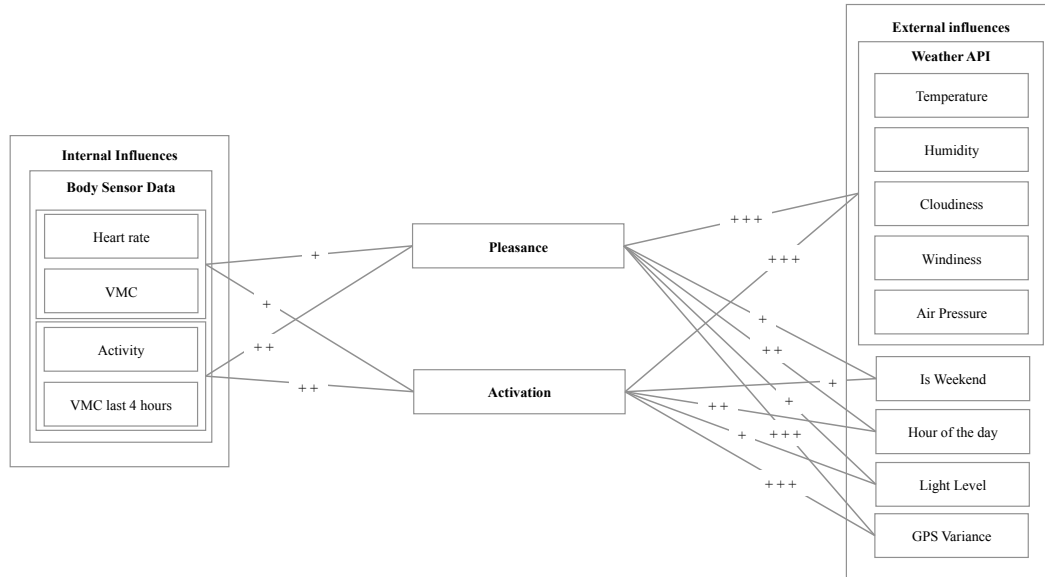 Internal Influences
Body Sensor Data
Heart rate
VMC
Activity
VMC last 4 hours
+
+
++
++
Pleasance
Activation
+++
+++
+
++
+
+++
+
++
+
+++
External influences
Weather API
Temperature
Humidity
Cloudiness
Windiness
Air Pressure
Is Weekend
Hour of the day
Light Level
GPS Variance